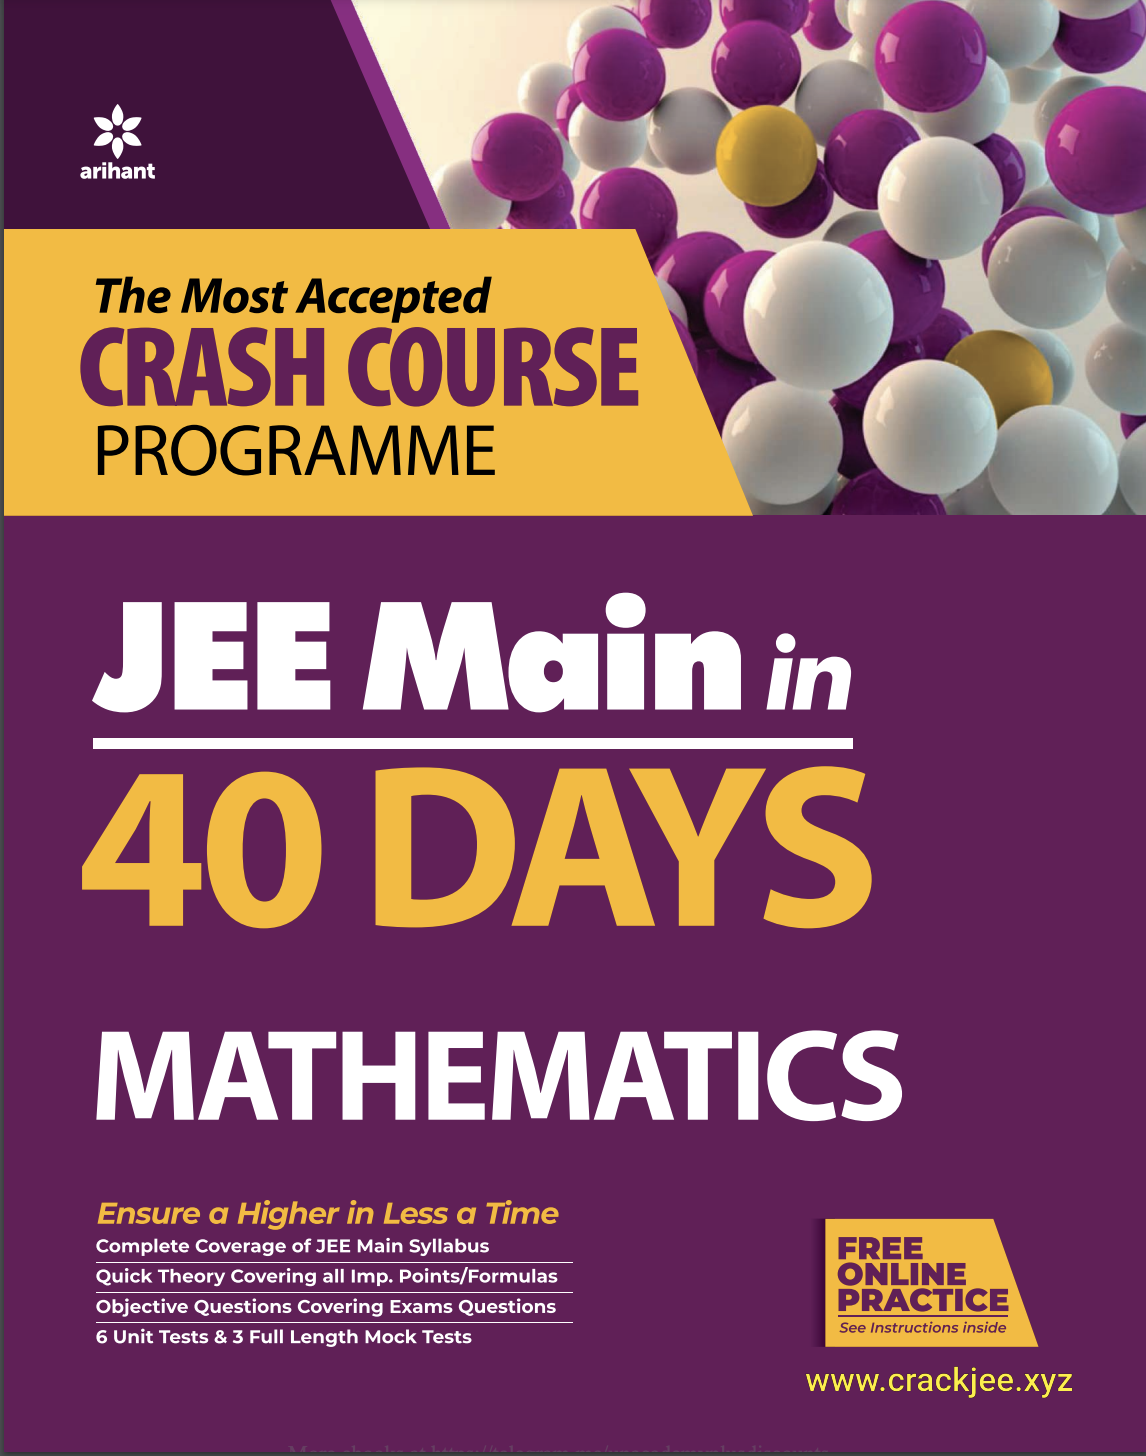 arihant
The Most Accepted
CRASH COURSE
PROGRAMME
JEE Main in
40 DAYS
MATHEMATICS
Ensure a Higher in Less a Time
Complete Coverage of JEE Main Syllabus
Quick Theory Covering all Imp. Points/Formulas
Objective Questions Covering Exams Questions
6 Unit Tests & 3 Full Length Mock Tests
FREE
ONLINE
PRACTICE
See Instructions inside
www.crackjee.xyz